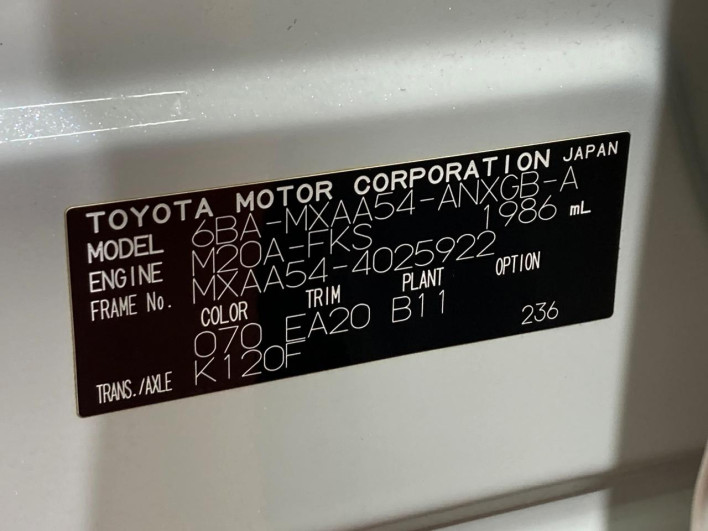 TOYOTA MOTOR CORPORATION JAPAN
MODEL 6BA-MXAA54-ANXGB-A
ENGINE M20A-FKS 1986 mL
FRAME No. MXAA54-4025922
COLOR TRIM PLANT OPTION
070 EA20 B11 236
TRANS./AXLE K120F